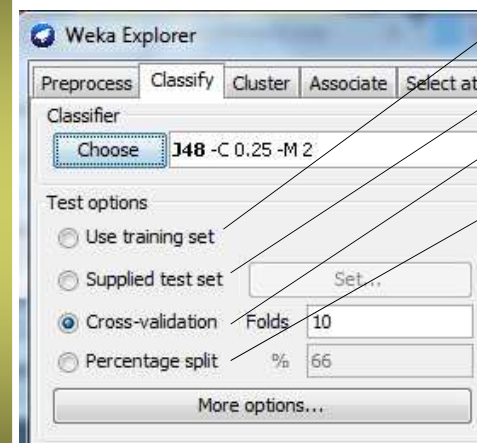 Weka Explorer
Preprocess Classify Cluster Associate Select at
Classifier
Choose J48 -C 0.25 -M 2
Test options
Use training set
Supplied test set Set...
Cross-validation Folds 10
Percentage split % 66
More options...